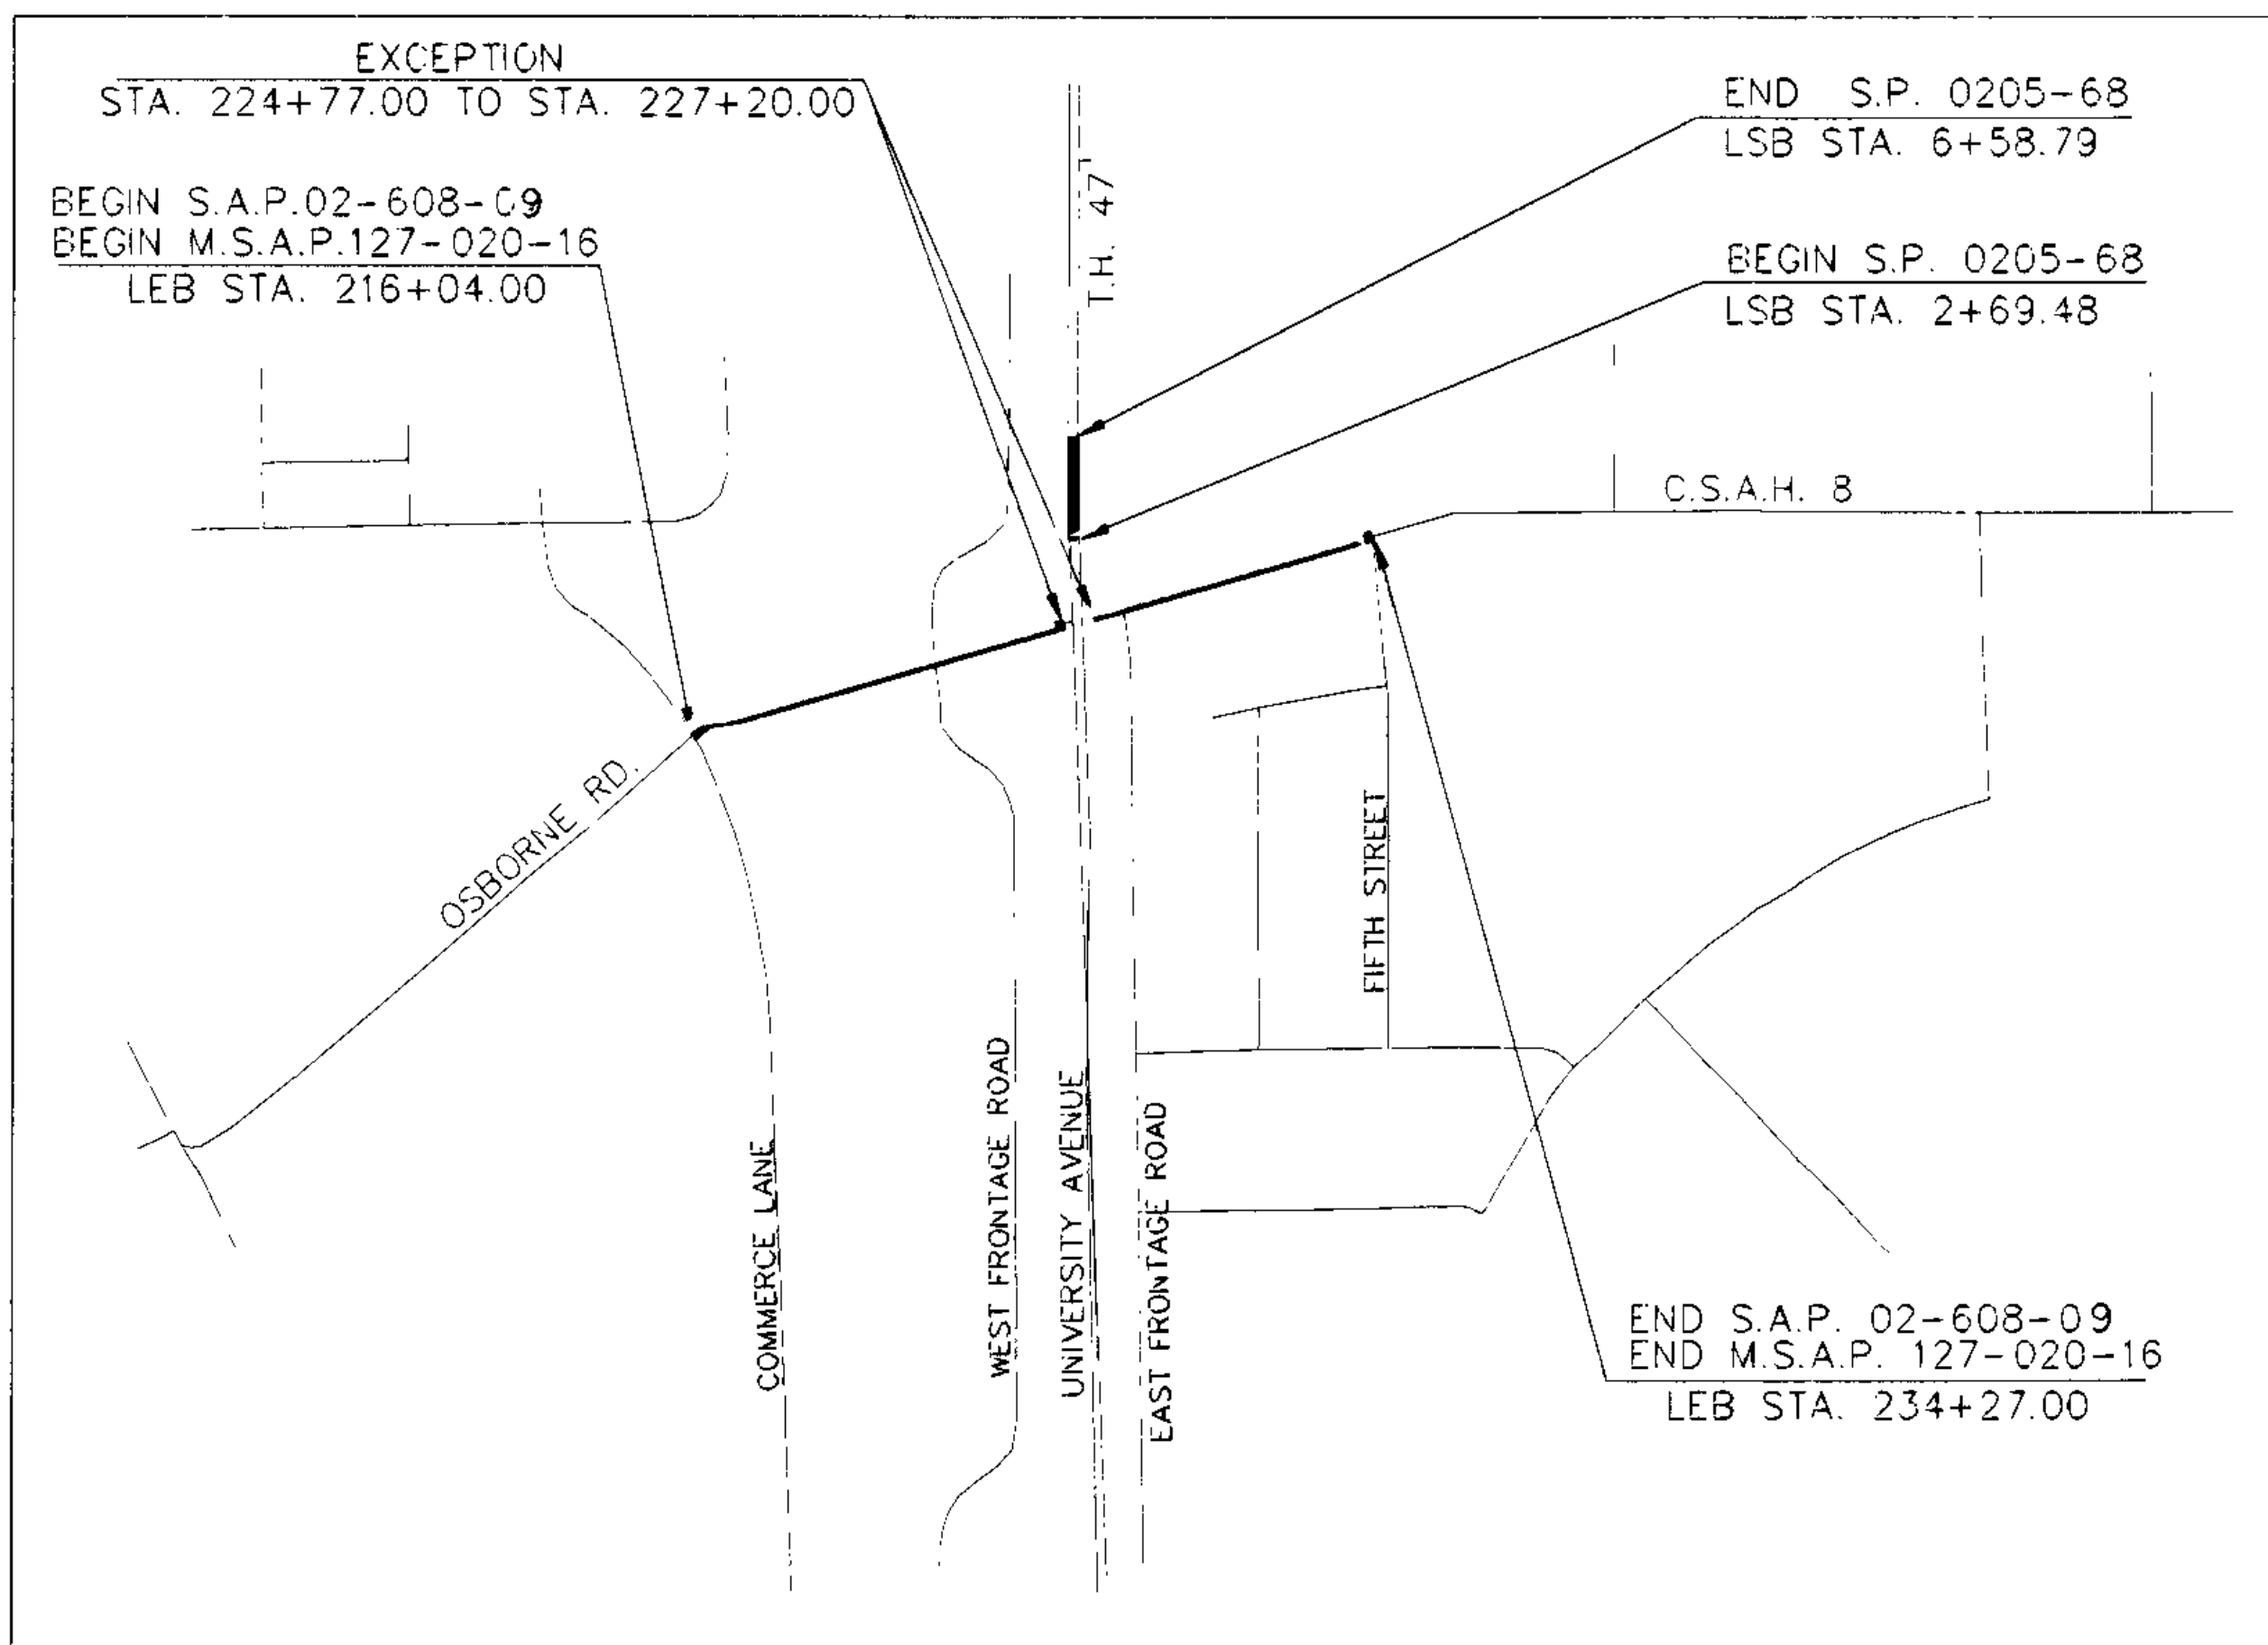 EXCEPTION
STA. 224+77.00 TO STA. 227+20.00
BEGIN S.A.P.02-608-09
BEGIN M.S.A.P.127-020-16
LEB STA. 216+04.00
T.H. 47
END S.P. 0205-68
LSB STA. 6+58.79
BEGIN S.P. 0205-68
LSB STA. 2+69.48
C.S.A.H. 8
OSBORNE RD.
COMMERCE LANE
WEST FRONTAGE ROAD
UNIVERSITY AVENUE
EAST FRONTAGE ROAD
FIFTH STREET
END S.A.P. 02-608-09
END M.S.A.P. 127-020-16
LEB STA. 234+27.00